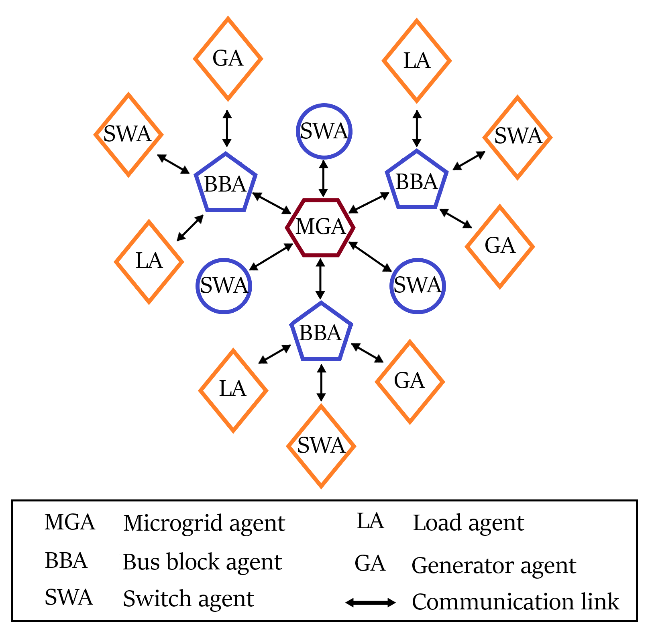 GA
LA
SWA
SWA
SWA
BBA
BBA
MGA
LA
GA
SWA
SWA
BBA
LA
GA
SWA
MGA Microgrid agent
LA Load agent
BBA Bus block agent
GA Generator agent
SWA Switch agent
Communication link